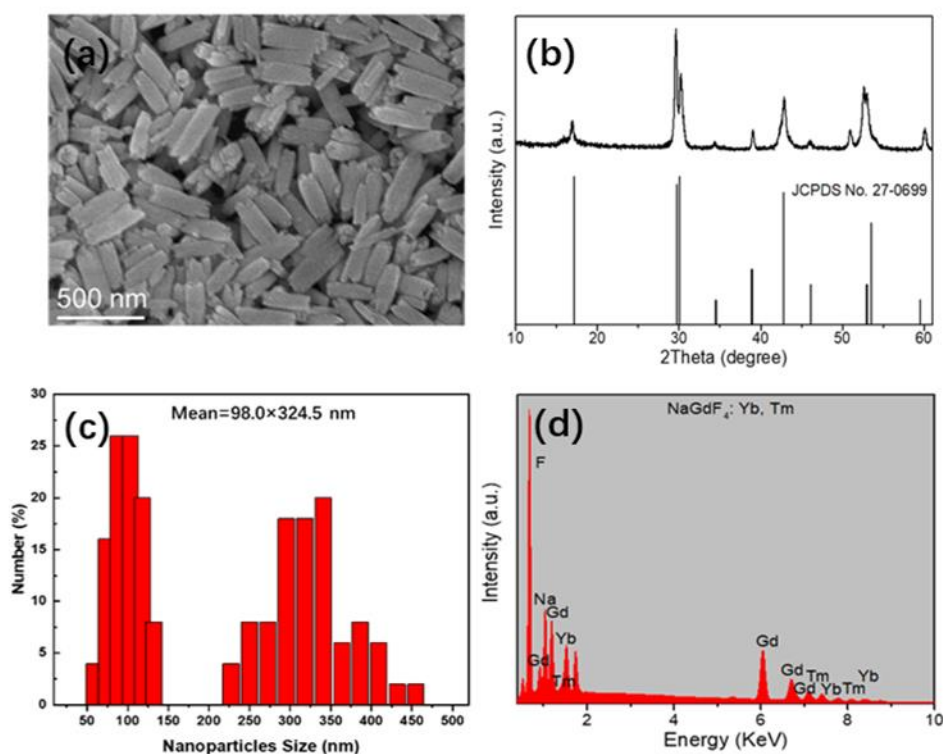 (a)
500 nm
(b)
Intensity (a.u.)
JCPDS No. 27-0699
10 20 30 40 50 60
2Theta (degree)
(c)
Mean=98.0×324.5 nm
Number (%)
30
25
20
15
10
5
0
50 100 150 200 250 300 350 400 450 500
Nanoparticles Size (nm)
(d)
NaGdF₄: Yb, Tm
Intensity (a.u.)
F
Na
Gd
Yb
Gd
Tm
Gd
Gd
Tm
Yb
Gd
Yb
Tm
2 4 6 8 10
Energy (KeV)